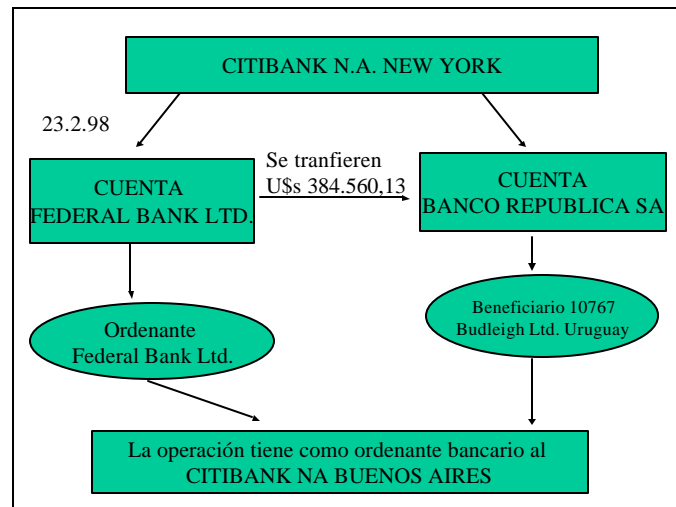 CITIBANK N.A. NEW YORK
23.2.98
Se tranfieren
U$s 384.560,13
CUENTA
FEDERAL BANK LTD.
CUENTA
BANCO REPUBLICA SA
Ordenante
Federal Bank Ltd.
Beneficiario 10767
Budleigh Ltd. Uruguay
La operación tiene como ordenante bancario al
CITIBANK NA BUENOS AIRES